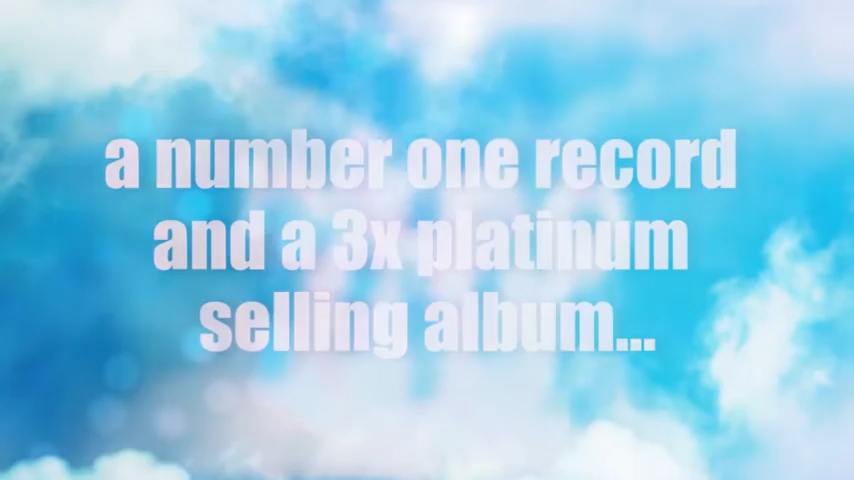 a number one record
and a 3x platinum
selling album...